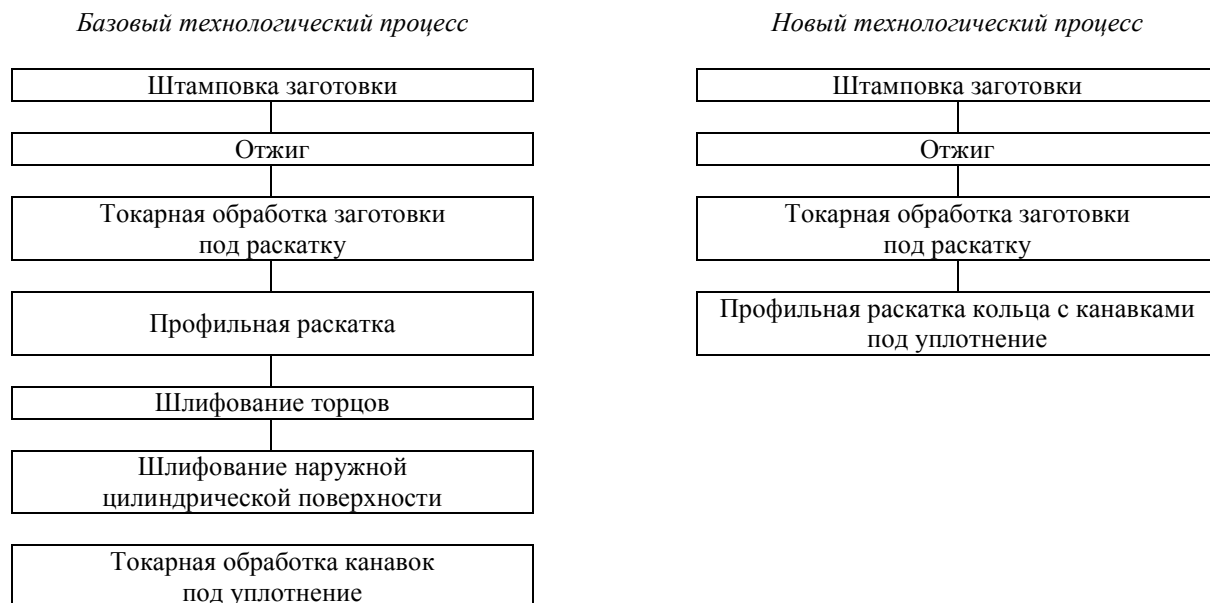 Базовый технологический процесс
Штамповка заготовки
Отжиг
Токарная обработка заготовки
под раскатку
Профильная раскатка
Шлифование торцов
Шлифование наружной
цилиндрической поверхности
Токарная обработка канавок
под уплотнение
Новый технологический процесс
Штамповка заготовки
Отжиг
Токарная обработка заготовки
под раскатку
Профильная раскатка кольца с канавками
под уплотнение